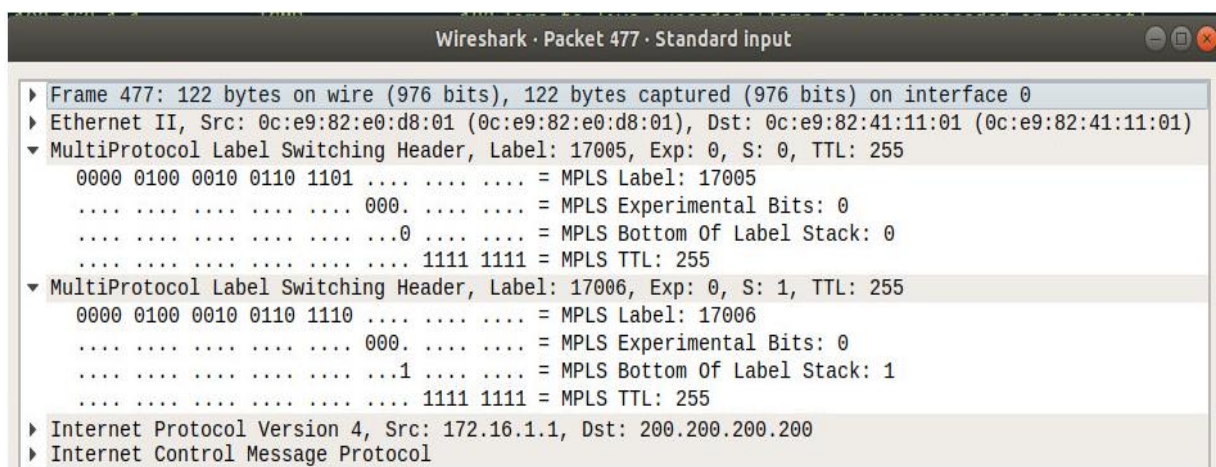 Wireshark · Packet 477 · Standard input
Frame 477: 122 bytes on wire (976 bits), 122 bytes captured (976 bits) on interface 0
Ethernet II, Src: 0c:e9:82:e0:d8:01 (0c:e9:82:e0:d8:01), Dst: 0c:e9:82:41:11:01 (0c:e9:82:41:11:01)
MultiProtocol Label Switching Header, Label: 17005, Exp: 0, S: 0, TTL: 255
0000 0100 0010 0110 1101 .... .... .... = MPLS Label: 17005
.... .... .... .... .... 000. .... .... = MPLS Experimental Bits: 0
.... .... .... .... .... ...0 .... .... = MPLS Bottom Of Label Stack: 0
.... .... .... .... .... .... 1111 1111 = MPLS TTL: 255
MultiProtocol Label Switching Header, Label: 17006, Exp: 0, S: 1, TTL: 255
0000 0100 0010 0110 1110 .... .... .... = MPLS Label: 17006
.... .... .... .... .... 000. .... .... = MPLS Experimental Bits: 0
.... .... .... .... .... ...1 .... .... = MPLS Bottom Of Label Stack: 1
.... .... .... .... .... .... 1111 1111 = MPLS TTL: 255
Internet Protocol Version 4, Src: 172.16.1.1, Dst: 200.200.200.200
Internet Control Message Protocol